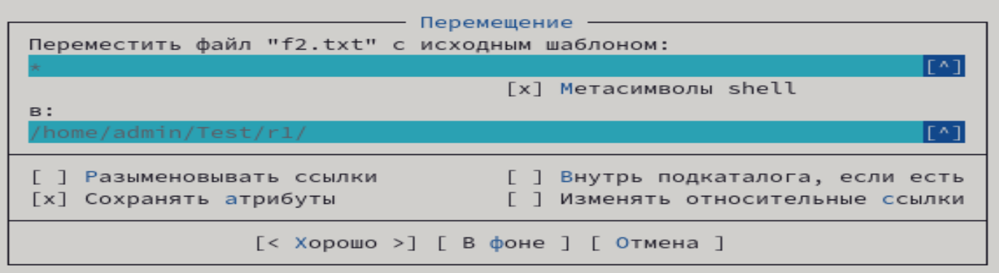 Перемещение
Переместить файл "f2.txt" с исходным шаблоном:
* [^]
[x] Метасимволы shell
в:
/home/admin/Test/r1/ [^]
[ ] Разыменовывать ссылки [ ] Внутрь подкаталога, если есть
[x] Сохранять атрибуты [ ] Изменять относительные ссылки
[< Хорошо >] [ В фоне ] [ Отмена ]